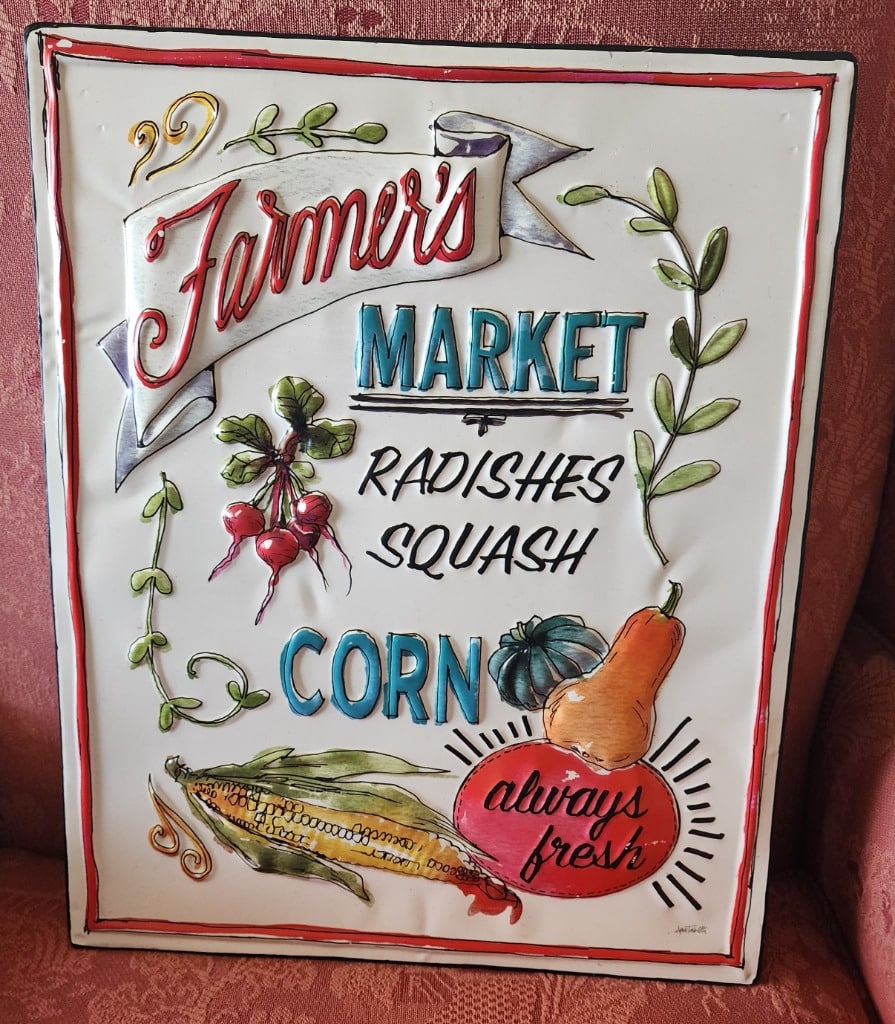 Farmer's
MARKET
RADISHES
SQUASH
CORN
always
fresh